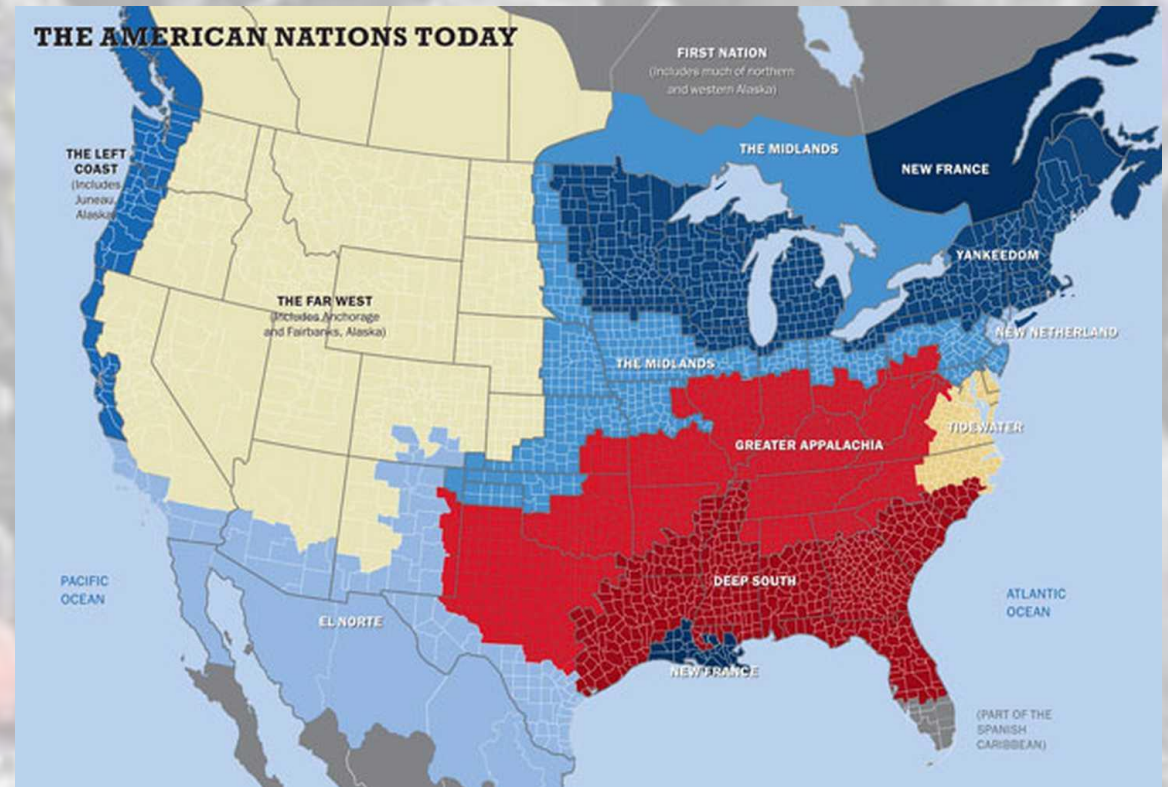 THE AMERICAN NATIONS TODAY
FIRST NATION
(Includes much of northern
and western Alaska)
THE LEFT
COAST
(Includes
Juneau,
Alaska)
THE MIDLANDS
NEW FRANCE
YANKEEDOM
THE FAR WEST
(Includes Anchorage
and Fairbanks, Alaska)
NEW NETHERLAND
THE MIDLANDS
TIDEWATER
GREATER APPALACHIA
PACIFIC
OCEAN
DEEP SOUTH
ATLANTIC
OCEAN
EL NORTE
NEW FRANCE
(PART OF THE
SPANISH
CARIBBEAN)